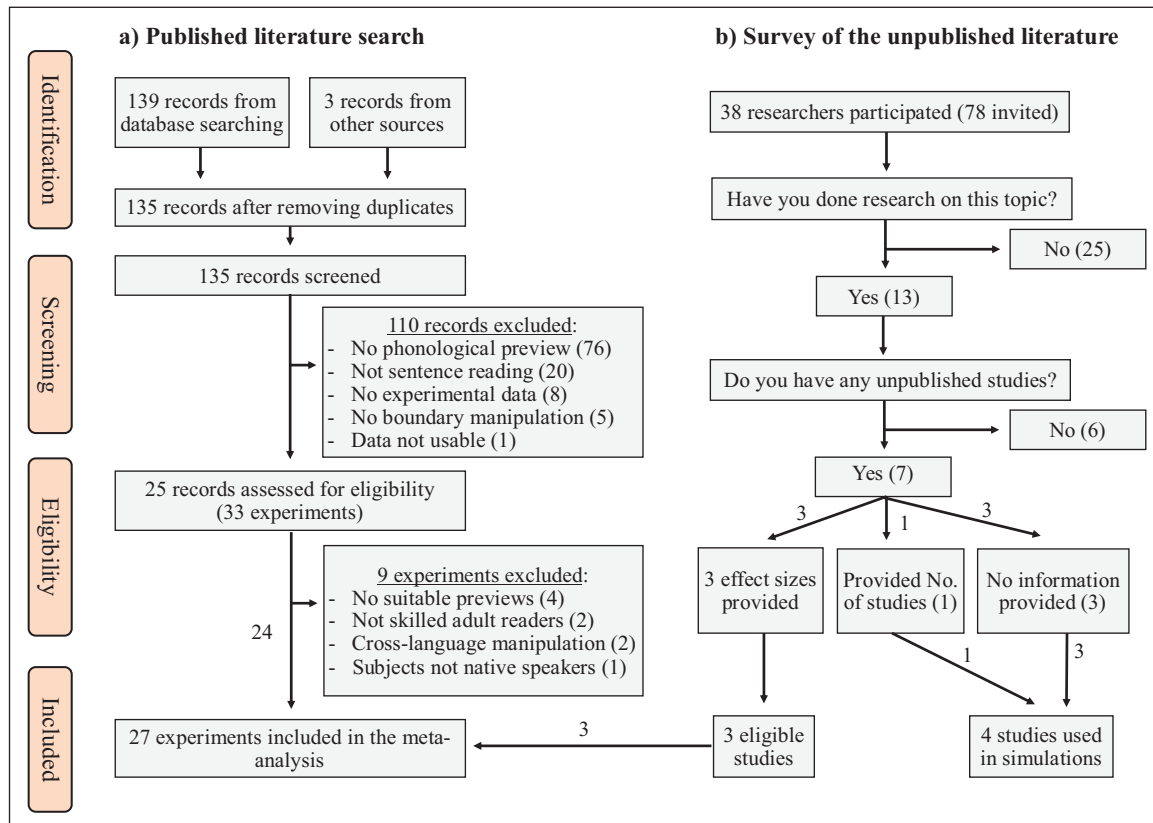 a) Published literature search
b) Survey of the unpublished literature
Identification
139 records from
database searching
3 records from
other sources
135 records after removing duplicates
Screening
135 records screened
110 records excluded:
- No phonological preview (76)
- Not sentence reading (20)
- No experimental data (8)
- No boundary manipulation (5)
- Data not usable (1)
Eligibility
25 records assessed for eligibility
(33 experiments)
9 experiments excluded:
- No suitable previews (4)
- Not skilled adult readers (2)
- Cross-language manipulation (2)
- Subjects not native speakers (1)
24
Included
27 experiments included in the meta-
analysis
38 researchers participated (78 invited)
Have you done research on this topic?
No (25)
Yes (13)
Do you have any unpublished studies?
No (6)
Yes (7)
3
1
3
3 effect sizes
provided
Provided No.
of studies (1)
No information
provided (3)
1
3
3
3 eligible
studies
4 studies used
in simulations